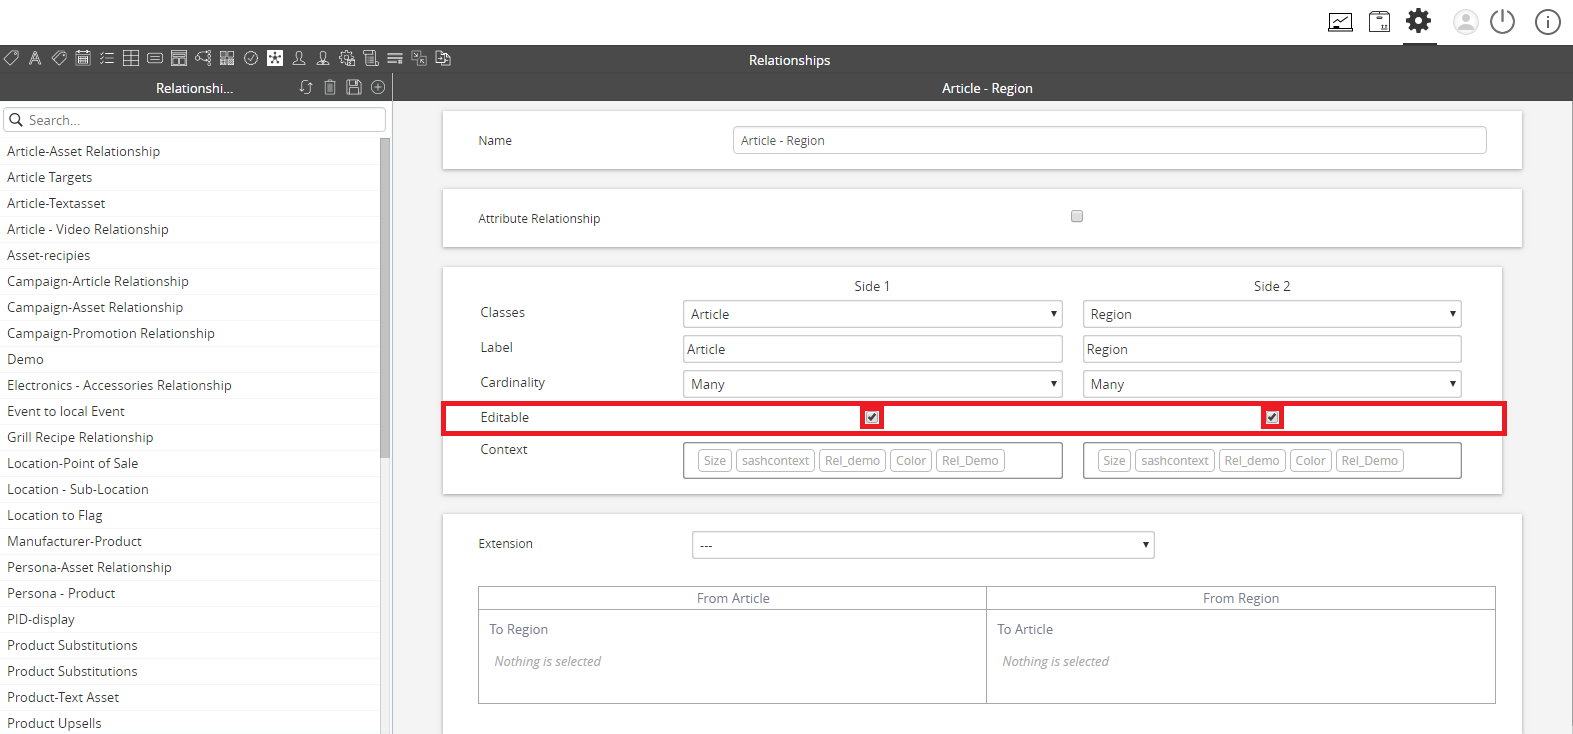 Relationships
Relationshi...
Article - Region
Search...
Article-Asset Relationship
Article Targets
Article-Textasset
Article - Video Relationship
Asset-recipies
Campaign-Article Relationship
Campaign-Asset Relationship
Campaign-Promotion Relationship
Demo
Electronics - Accessories Relationship
Event to local Event
Grill Recipe Relationship
Location-Point of Sale
Location - Sub-Location
Location to Flag
Manufacturer-Product
Persona-Asset Relationship
Persona - Product
PID-display
Product Substitutions
Product Substitutions
Product-Text Asset
Product Upsells
Name Article - Region
Attribute Relationship
Side 1 Side 2
Classes Article Region
Label Article Region
Cardinality Many Many
Editable
Context Size sashcontext Rel_demo Color Rel_Demo Size sashcontext Rel_demo Color Rel_Demo
Extension ---
From Article From Region
To Region To Article
Nothing is selected Nothing is selected